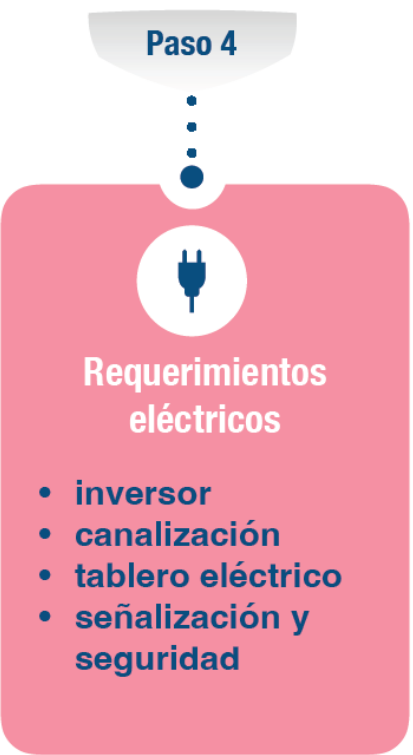 Paso 4
Requerimientos
eléctricos
• inversor
• canalización
• tablero eléctrico
• señalización y
seguridad